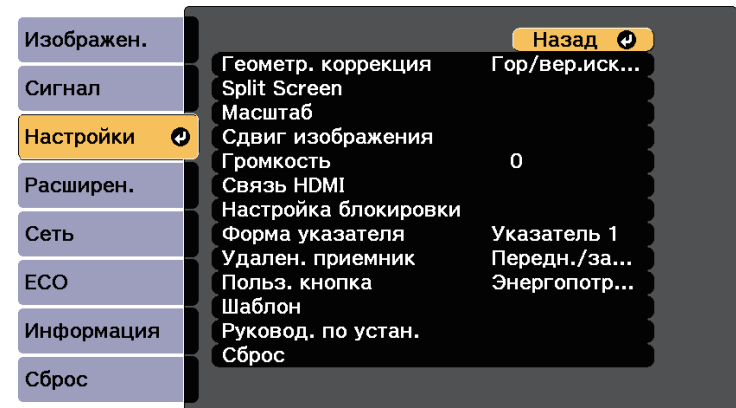 Изображен.
Сигнал
Настройки
Расширен.
Сеть
ECO
Информация
Сброс
Назад
Геометр. коррекция Гор/вер.иск...
Split Screen
Масштаб
Сдвиг изображения
Громкость 0
Связь HDMI
Настройка блокировки
Форма указателя Указатель 1
Удален. приемник Передн./за...
Польз. кнопка Энергопотр...
Шаблон
Руковод. по устан.
Сброс